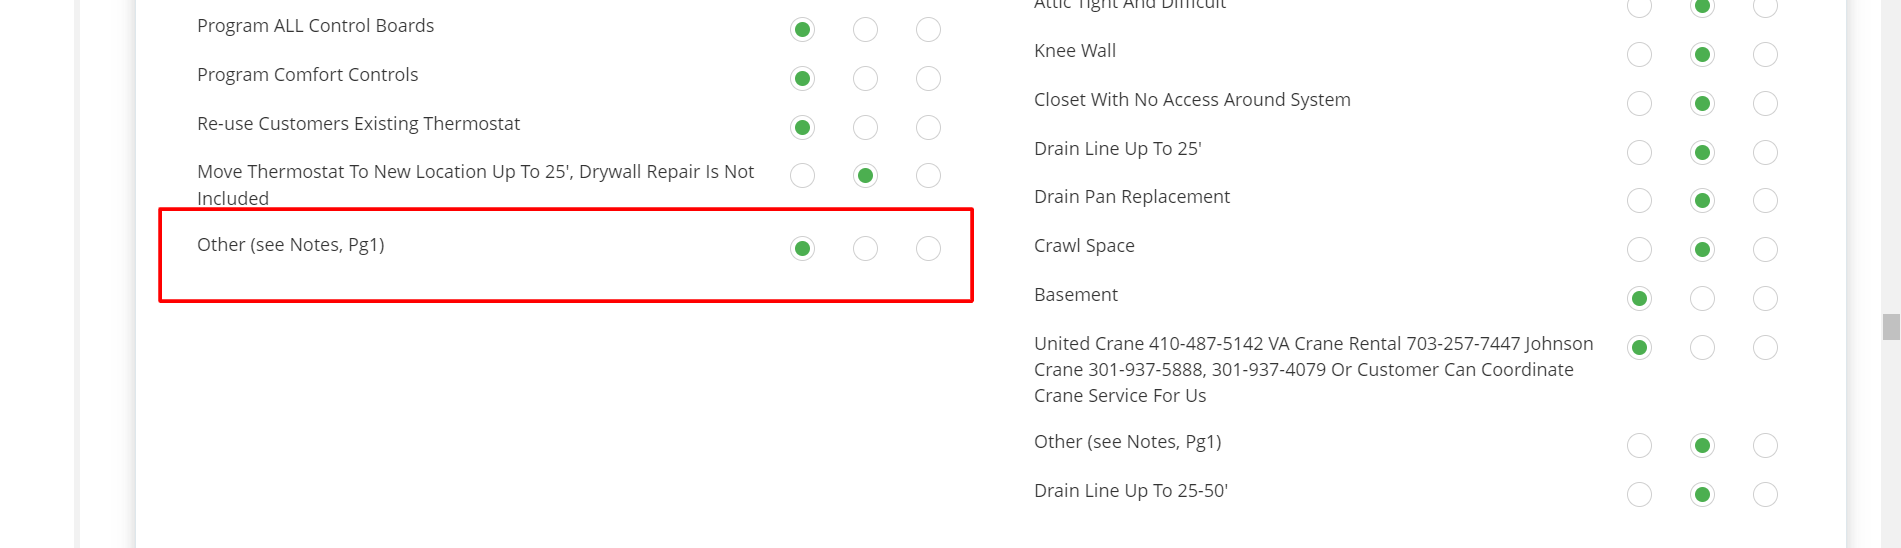 Program ALL Control Boards
Program Comfort Controls
Re-use Customers Existing Thermostat
Move Thermostat To New Location Up To 25', Drywall Repair Is Not
Included
Other (see Notes, Pg1)
Attic Tight And Difficult
Knee Wall
Closet With No Access Around System
Drain Line Up To 25'
Drain Pan Replacement
Crawl Space
Basement
United Crane 410-487-5142 VA Crane Rental 703-257-7447 Johnson
Crane 301-937-5888, 301-937-4079 Or Customer Can Coordinate
Crane Service For Us
Other (see Notes, Pg1)
Drain Line Up To 25-50'